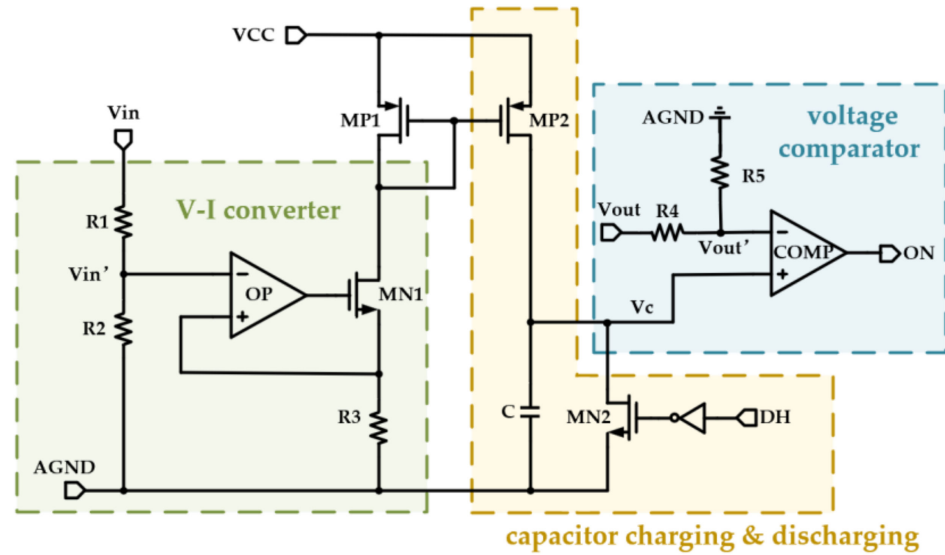 VCC
Vin
MP1
MP2
AGND
voltage
comparator
R5
V-I converter
R1
Vout
R4
Vout’
−
COMP
ON
Vin’
−
OP
MN1
+
Vc
R2
+
R3
C
MN2
DH
AGND
capacitor charging & discharging